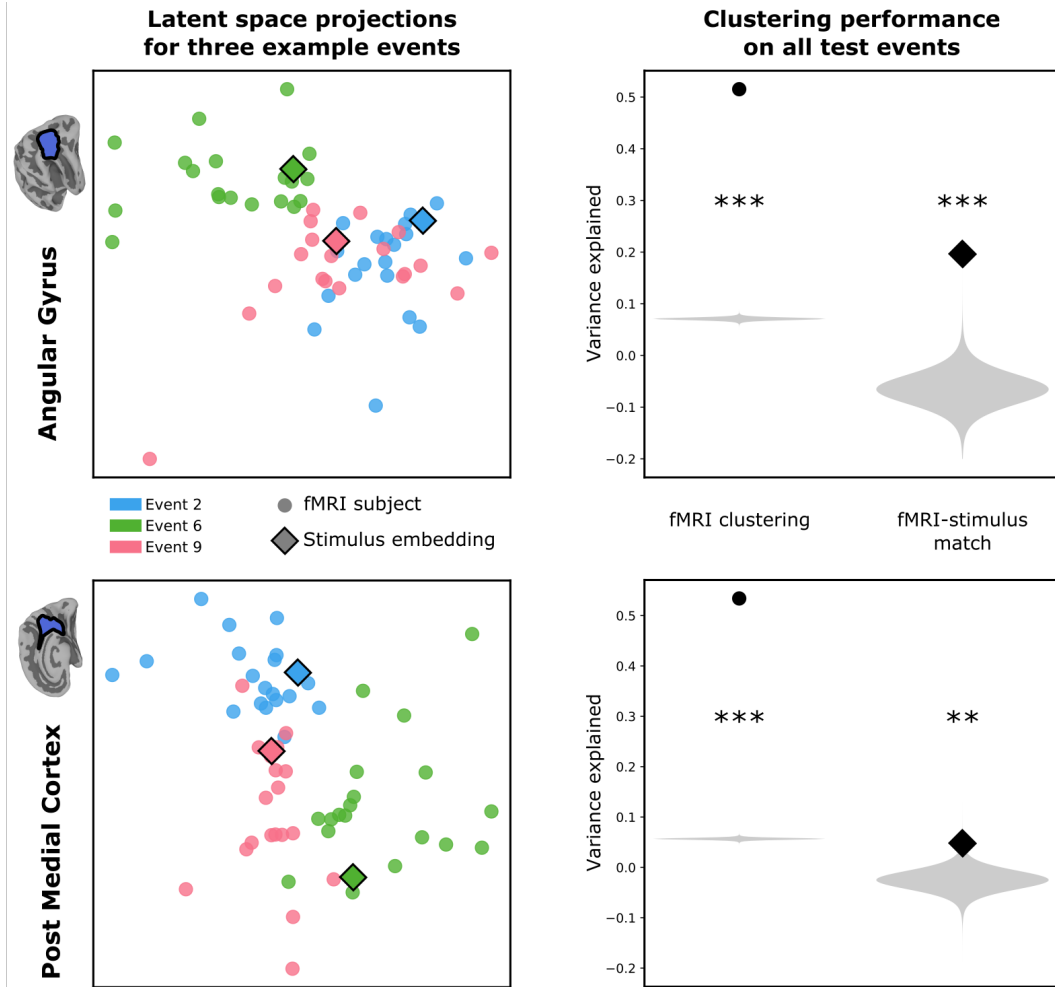 Latent space projections
for three example events
Clustering performance
on all test events
Angular Gyrus
Variance explained
0.5
0.4
0.3
0.2
0.1
0.0
−0.1
−0.2
***
***
Event 2
Event 6
Event 9
fMRI subject
Stimulus embedding
fMRI clustering
fMRI-stimulus
match
Post Medial Cortex
Variance explained
0.5
0.4
0.3
0.2
0.1
0.0
−0.1
−0.2
***
**